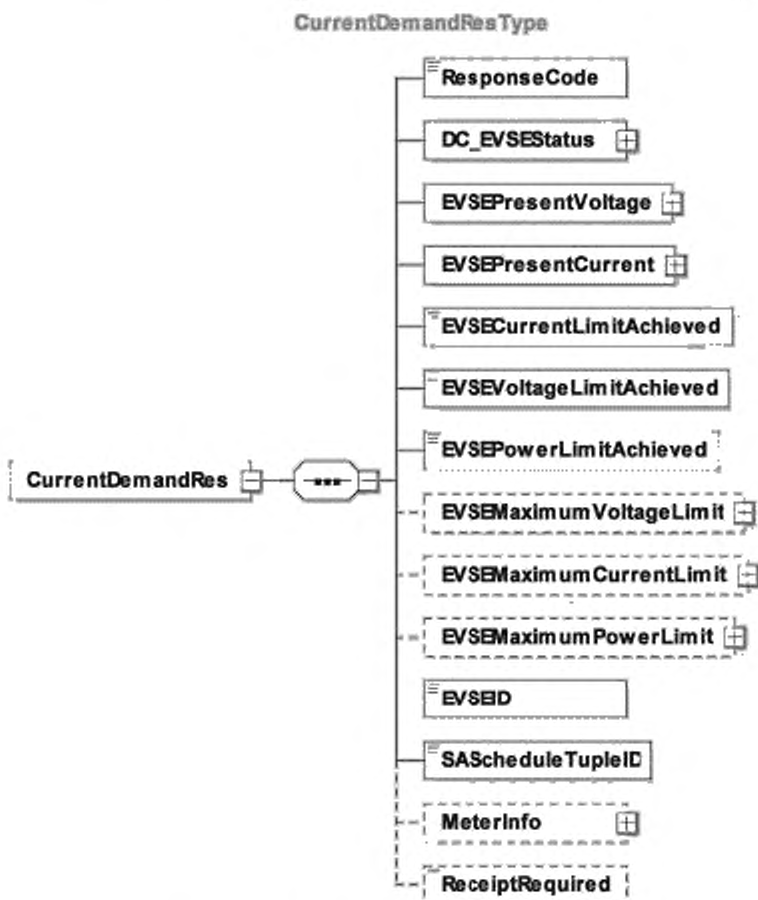 CurrentDemandResType
ResponseCode
DC_EVSEStatus
EVSEPresentVoltage
EVSEPresentCurrent
EVSECurrentLimitAchieved
EVSEVoltageLimitAchieved
EVSEPowerLimitAchieved
CurrentDemandRes
EVSEMaximumVoltageLimit
EVSEMaximumCurrentLimit
EVSEMaximumPowerLimit
EVSEID
SAScheduleTupleID
MeterInfo
ReceiptRequired